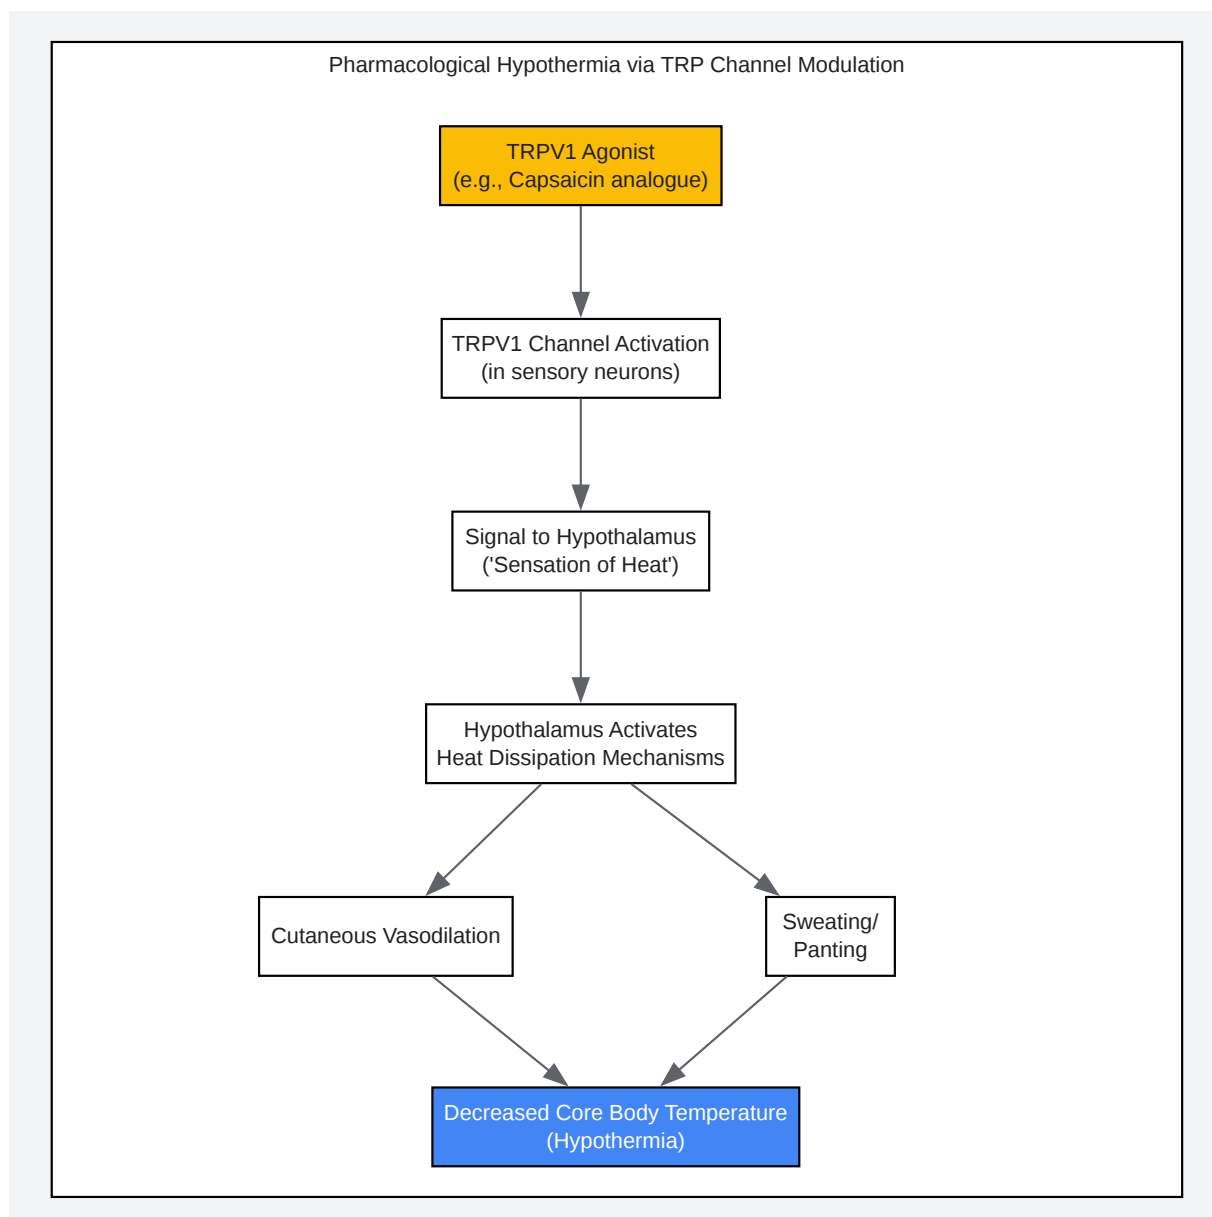 Pharmacological Hypothermia via TRP Channel Modulation
TRPV1 Agonist
(e.g., Capsaicin analogue)
TRPV1 Channel Activation
(in sensory neurons)
Signal to Hypothalamus
('Sensation of Heat')
Hypothalamus Activates
Heat Dissipation Mechanisms
Cutaneous Vasodilation
Sweating/
Panting
Decreased Core Body Temperature
(Hypothermia)